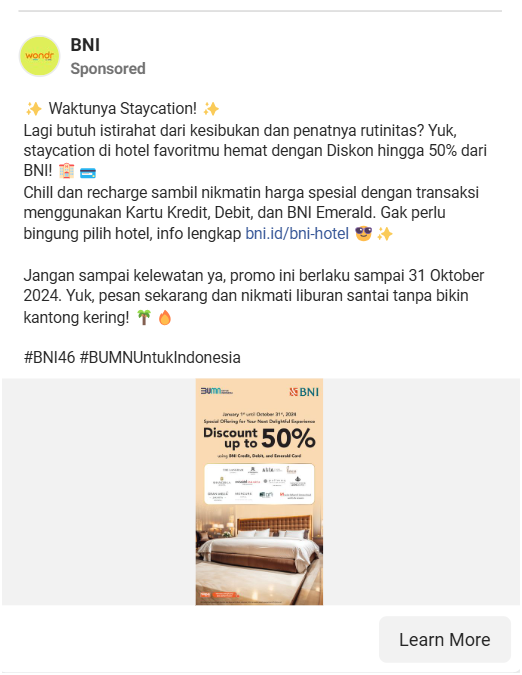 wondr
BNI
Sponsored
✨ Waktunya Staycation! ✨
Lagi butuh istirahat dari kesibukan dan penatnya rutinitas? Yuk,
staycation di hotel favoritmu hemat dengan Diskon hingga 50% dari
BNI! 🏨 💳
Chill dan recharge sambil nikmatin harga spesial dengan transaksi
menggunakan Kartu Kredit, Debit, dan BNI Emerald. Gak perlu
bingung pilih hotel, info lengkap bni.id/bni-hotel 😎 ✨
Jangan sampai kelewatan ya, promo ini berlaku sampai 31 Oktober
2024. Yuk, pesan sekarang dan nikmati liburan santai tanpa bikin
kantong kering! 🌴 🔥
#BNI46 #BUMNUntukIndonesia
BUMN
BNI
January 1st until October 31st, 2024
Special Offering for Your Next Delightful Experience
Discount
up to 50%
using BNI Credit, Debit, and Emerald Card
Learn More